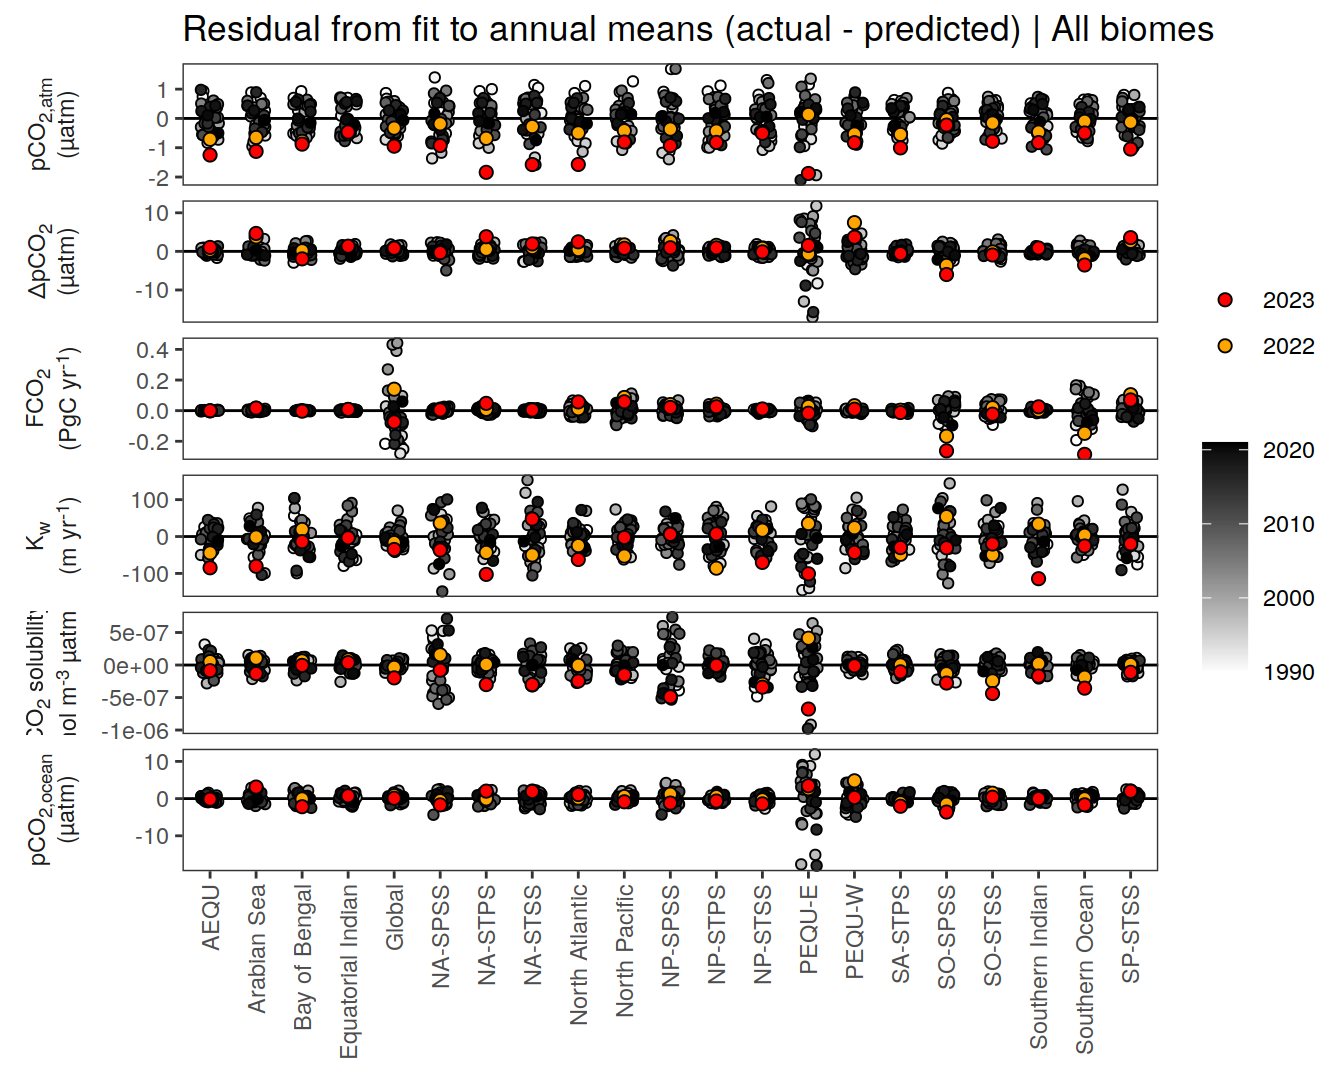 Residual from fit to annual means (actual - predicted) | All biomes
pCO2,atm
(µatm)
1
0
-1
-2
ΔpCO2
(µatm)
10
0
-10
FCO2
(PgC yr-1)
0.4
0.2
0.0
-0.2
Kw
(m yr-1)
100
0
-100
CO2 solubility
ol m-3 µatm
5e-07
0e+00
-5e-07
-1e-06
pCO2,ocean
(µatm)
10
0
-10
AEQU
Arabian Sea
Bay of Bengal
Equatorial Indian
Global
NA-SPSS
NA-STPS
NA-STSS
North Atlantic
North Pacific
NP-SPSS
NP-STPS
NP-STSS
PEQU-E
PEQU-W
SA-STPS
SO-SPSS
SO-STSS
Southern Indian
Southern Ocean
SP-STSS
2023
2022
2020
2010
2000
1990